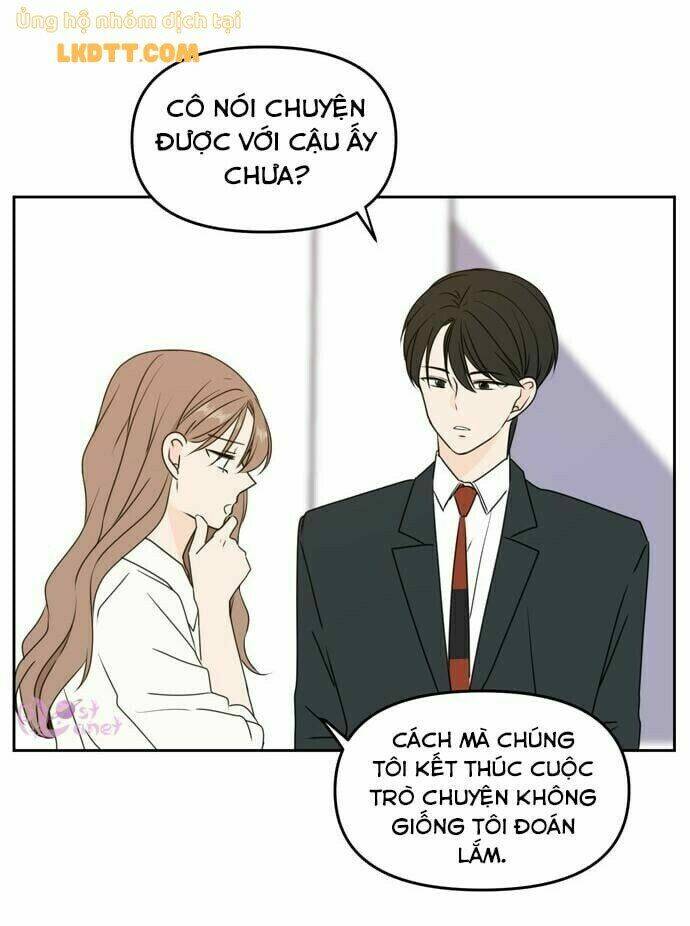 Ủng hộ nhóm dịch tại
LKDTT.COM
CÔ NÓI CHUYỆN
ĐƯỢC VỚI CẬU ẤY
CHƯA?
CÁCH MÀ CHÚNG
TÔI KẾT THÚC CUỘC
TRÒ CHUYỆN KHÔNG
GIỐNG TÔI ĐOÁN
LẮM.